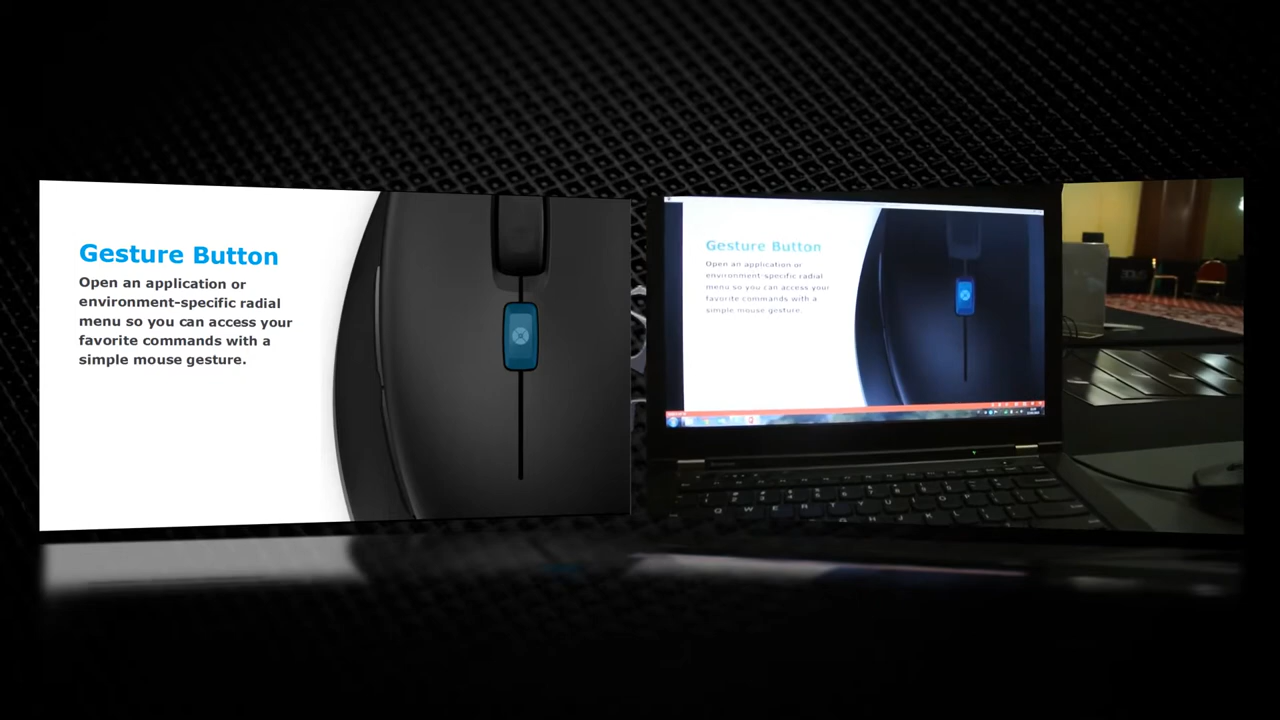 Gesture Button
Open an application or
environment-specific radial
menu so you can access your
favorite commands with a
simple mouse gesture.
Gesture Button
Open an application or
environment-specific radial
menu so you can access your
favorite commands with a
simple mouse gesture.